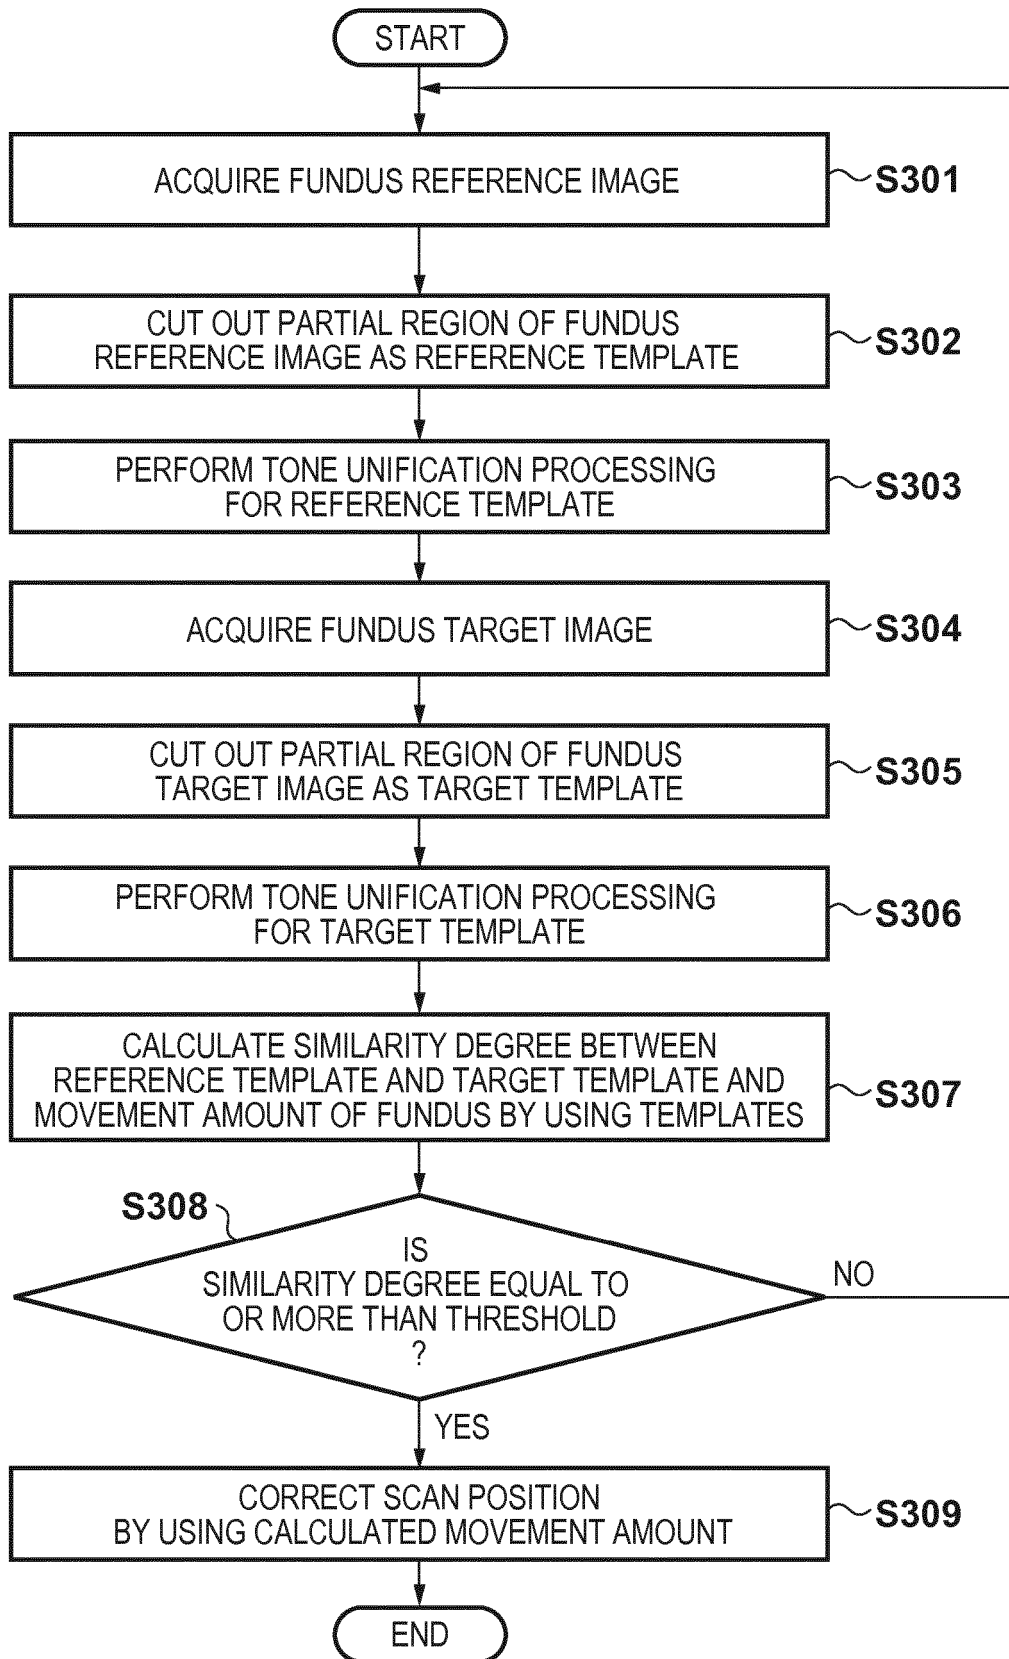 START
ACQUIRE FUNDUS REFERENCE IMAGE
S301
CUT OUT PARTIAL REGION OF FUNDUS
REFERENCE IMAGE AS REFERENCE TEMPLATE
S302
PERFORM TONE UNIFICATION PROCESSING
FOR REFERENCE TEMPLATE
S303
ACQUIRE FUNDUS TARGET IMAGE
S304
CUT OUT PARTIAL REGION OF FUNDUS
TARGET IMAGE AS TARGET TEMPLATE
S305
PERFORM TONE UNIFICATION PROCESSING
FOR TARGET TEMPLATE
S306
CALCULATE SIMILARITY DEGREE BETWEEN
REFERENCE TEMPLATE AND TARGET TEMPLATE AND
MOVEMENT AMOUNT OF FUNDUS BY USING TEMPLATES
S307
S308
IS
SIMILARITY DEGREE EQUAL TO
OR MORE THAN THRESHOLD
?
NO
YES
CORRECT SCAN POSITION
BY USING CALCULATED MOVEMENT AMOUNT
S309
END